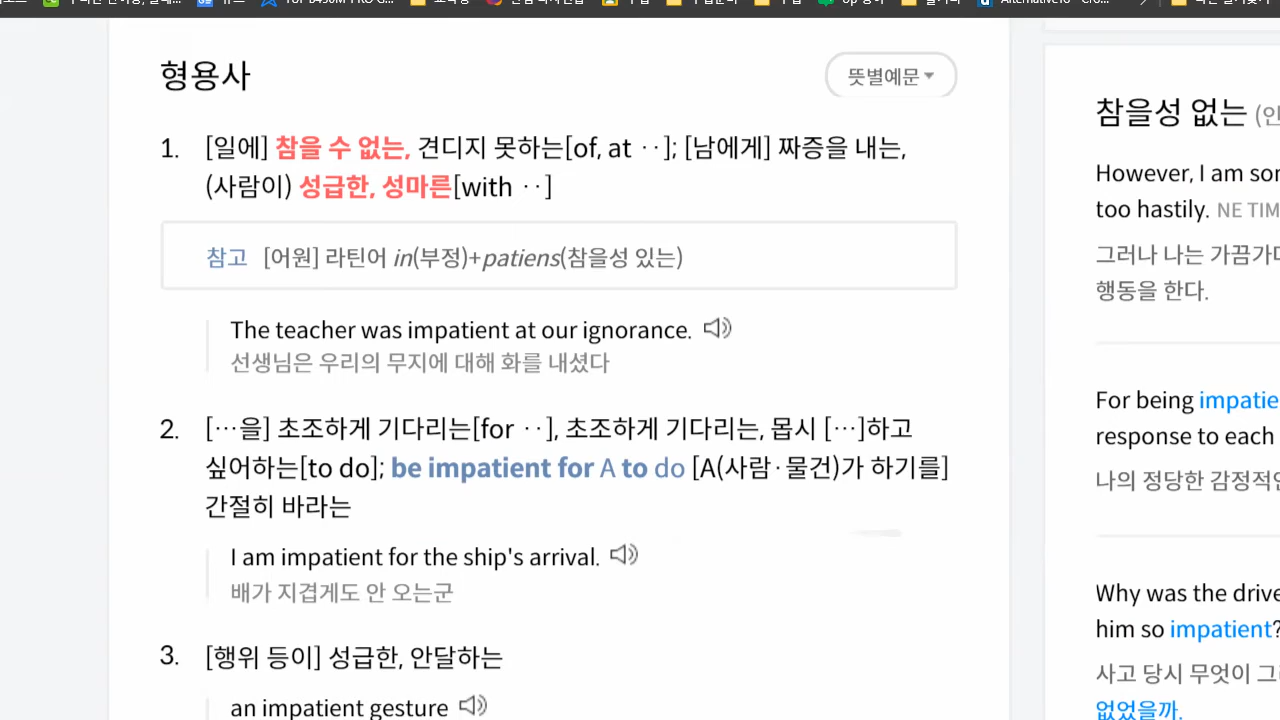 형용사
뜻별예문
1. [일에] 참을 수 없는, 견디지 못하는[of, at ‥]; [남에게] 짜증을 내는,
(사람이) 성급한, 성마른[with ‥]
참고 [어원] 라틴어 in(부정)+patiens(참을성 있는)
The teacher was impatient at our ignorance.
선생님은 우리의 무지에 대해 화를 내셨다
2. […을] 초조하게 기다리는[for ‥], 초조하게 기다리는, 몹시 […]하고
싶어하는[to do]; be impatient for A to do [A(사람·물건)가 하기를]
간절히 바라는
I am impatient for the ship's arrival.
배가 지겹게도 안 오는군
3. [행위 등이] 성급한, 안달하는
an impatient gesture
참을성 없는
However, I am
too hastily. NE
그러나 나는
행동을 한다.
For being
response to each
나의 정당한
Why was the
him so impatient?
사고 당시 무엇이
없었을까.